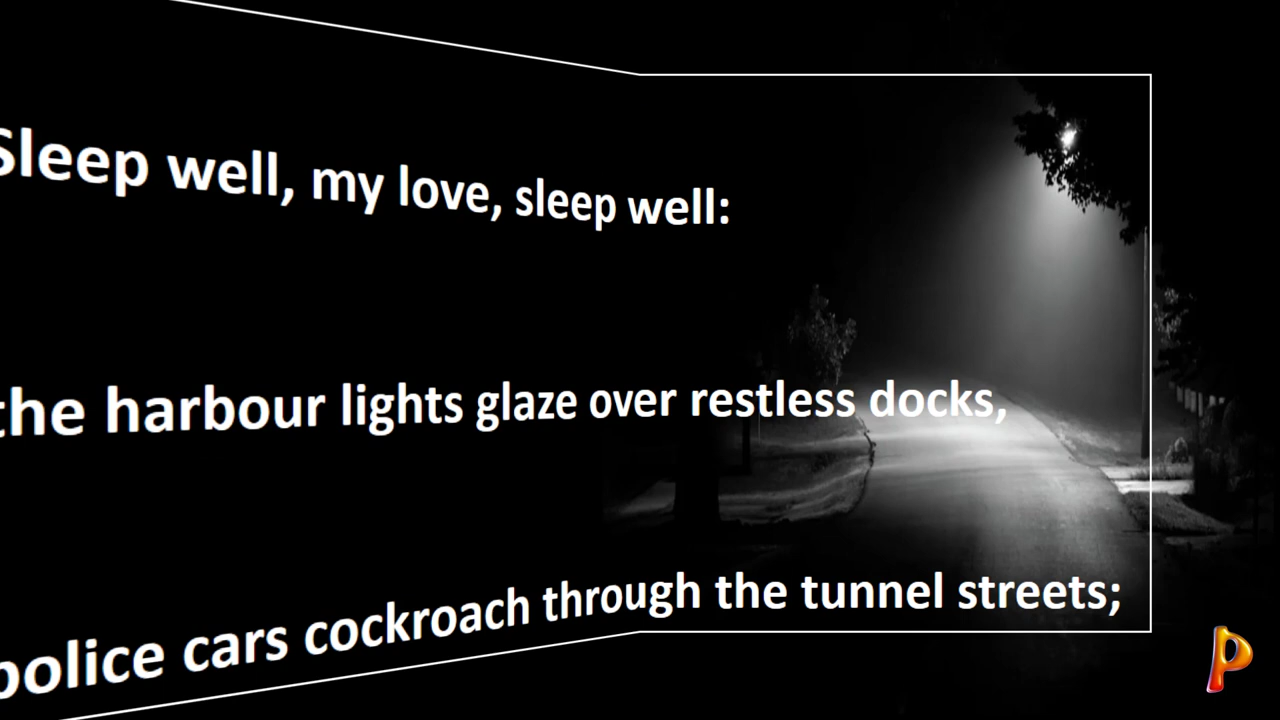 Sleep well, my love, sleep well:
the harbour lights glaze over restless docks,
police cars cockroach through the tunnel streets;
P